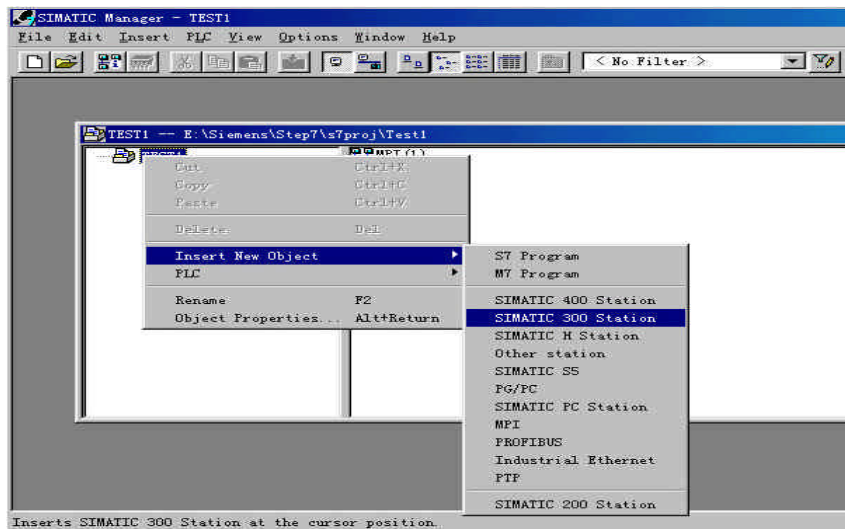 SIMATIC Manager - TEST1
File Edit Insert PLC View Options Window Help
< No Filter >
TEST1 -- E:\Siemens\Step7\s7proj\Test1
MPI(1)
Cut Ctrl+X
Copy Ctrl+C
Paste Ctrl+V
Delete Del
Insert New Object
PLC
Rename F2
Object Properties... Alt+Return
S7 Program
M7 Program
SIMATIC 400 Station
SIMATIC 300 Station
SIMATIC H Station
Other station
SIMATIC S5
PG/PC
SIMATIC PC Station
MPI
PROFIBUS
Industrial Ethernet
PTP
SIMATIC 200 Station
Inserts SIMATIC 300 Station at the cursor position.